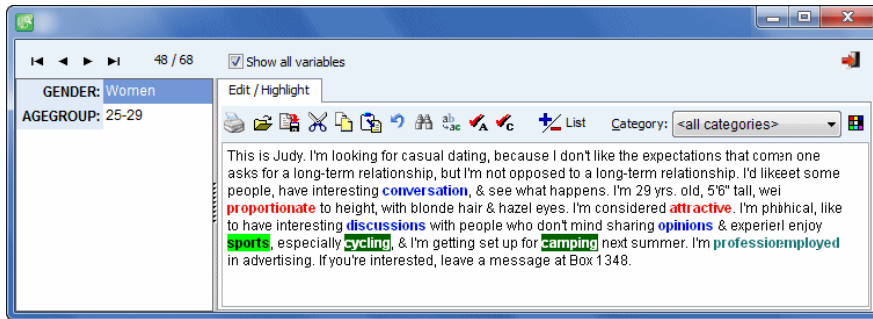 48 / 68
Show all variables
GENDER: Women
AGEGROUP: 25-29
Edit / Highlight
List
Category: <all categories>
This is Judy. I'm looking for casual dating, because I don't like the expectations that comen one
asks for a long-term relationship, but I'm not opposed to a long-term relationship. I'd likeeet some
people, have interesting conversation, & see what happens. I'm 29 yrs. old, 5'6" tall, wei
proportionate to height, with blonde hair & hazel eyes. I'm considered attractive. I'm phihical, like
to have interesting discussions with people who don't mind sharing opinions & experierl enjoy
sports, especially cycling, & I'm getting set up for camping next summer. I'm professionmployed
in advertising. If you're interested, leave a message at Box 1348.